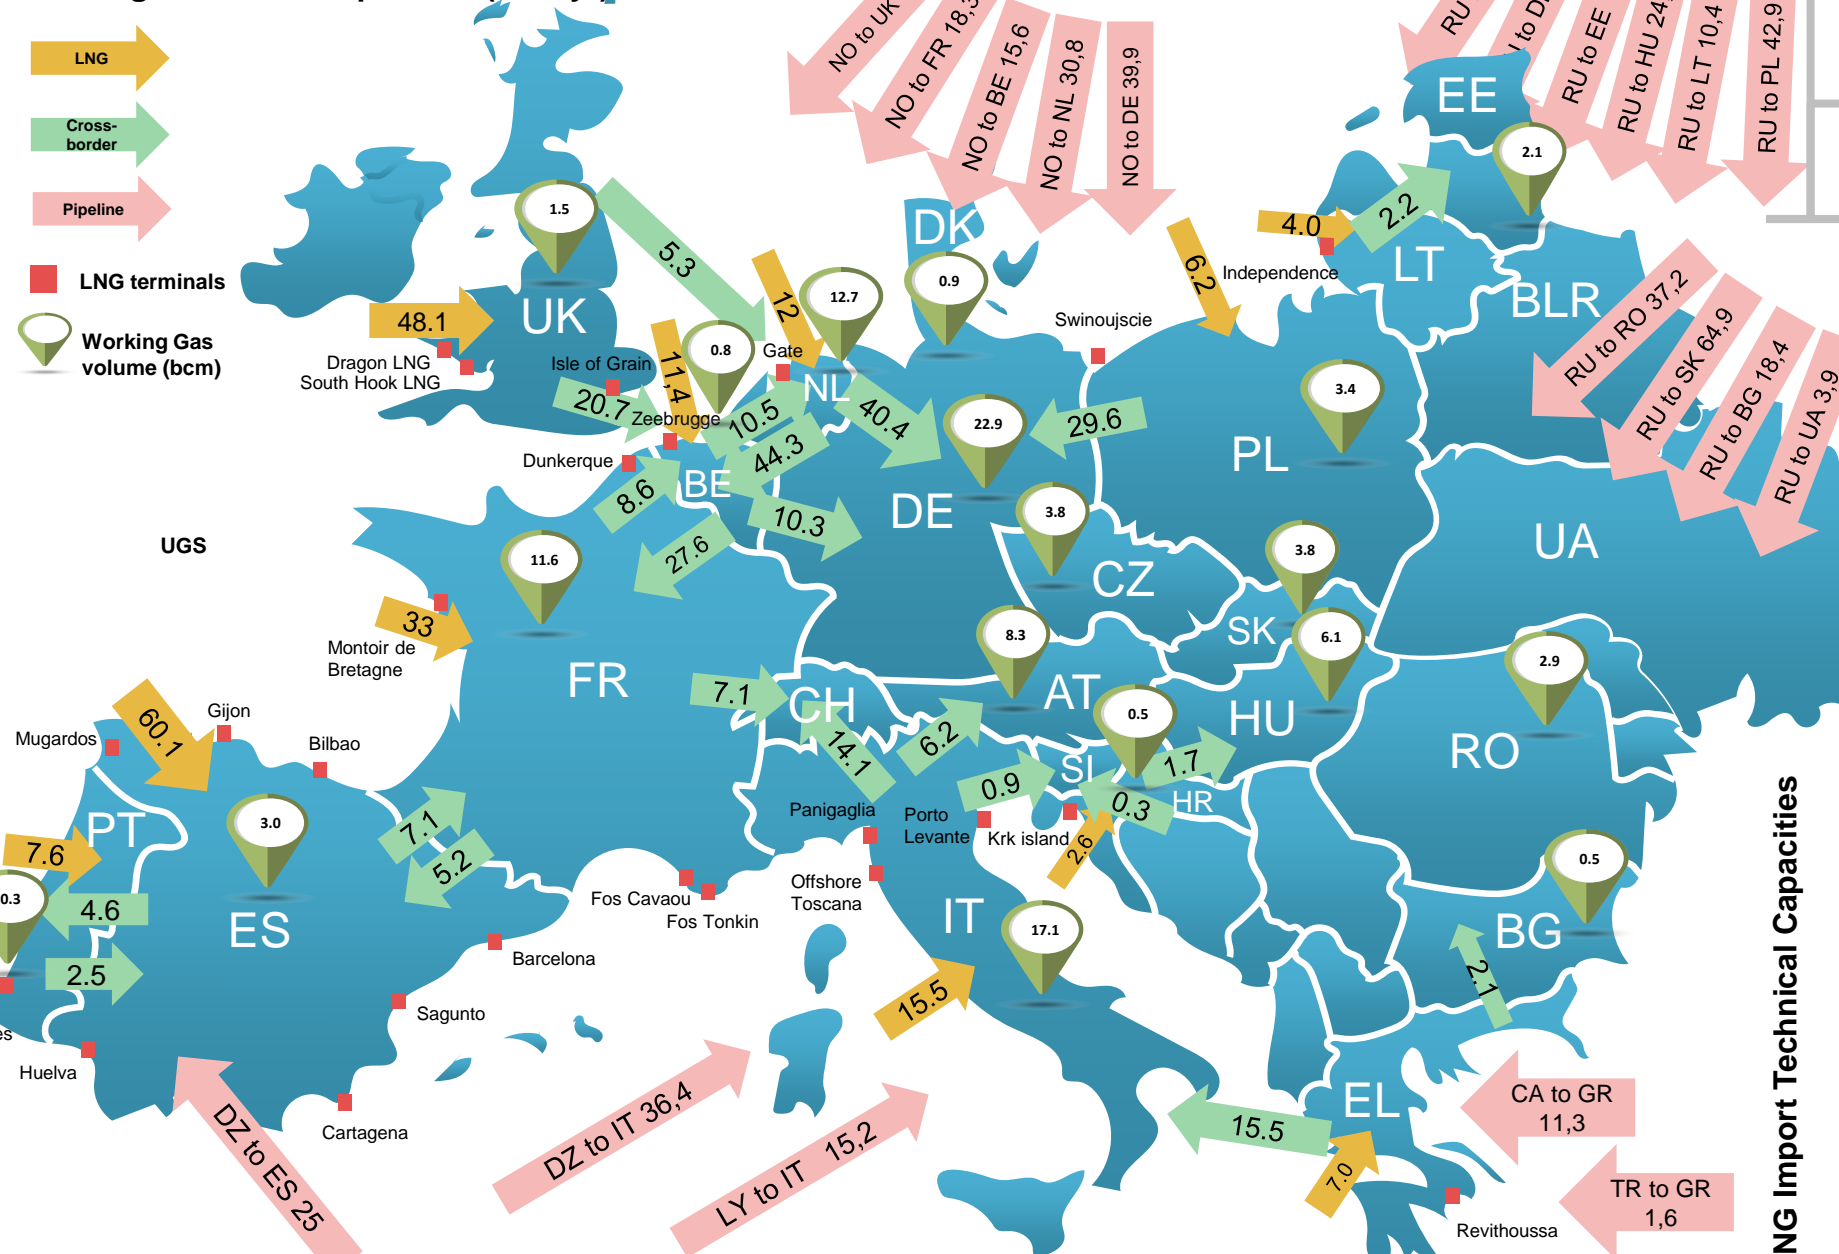 LNG
Cross-
border
Pipeline
LNG terminals
Working Gas
volume (bcm)
UGS
NO to UK
NO to FR 18,3
NO to BE 15,6
NO to NL 30,8
NO to DE 39,9
RU
to DE
RU to EE
RU to HU 24,
RU to LT 10,4
RU to PL 42,9
EE
2.1
1.5
5.3
DK
4.0
2.2
Independence
LT
BLR
6.2
12
12.7
0.9
48.1
UK
Dragon LNG
South Hook LNG
Isle of Grain
20.7
11,4
0.8
Gate
Zeebrugge
NL
10.5
44.3
40.4
22.9
29.6
Swinoujscie
3.4
RU to RO 37,2
RU to SK 64,9
RU to BG 18,4
RU to UA 3,9
Dunkerque
BE
8.6
10.3
27.6
DE
PL
UA
3.8
CZ
3.8
11.6
33
Montoir de
Bretagne
FR
8.3
SK
6.1
2.9
7.1
CH
AT
0.5
HU
RO
60.1
Gijon
Mugardos
Bilbao
14.1
6.2
SI
1.7
0.9
0.3
HR
PT
7.6
3.0
7.1
5.2
Panigaglia
Porto
Levante
Krk island
2.6
0.3
4.6
2.5
ES
Fos Cavaou
Fos Tonkin
Offshore
Toscana
IT
17.1
0.5
BG
2.1
Barcelona
Sagunto
15.5
es
Huelva
Cartagena
DZ to ES 25
DZ to IT 36,4
LY to IT 15,2
EL
15.5
7.0
CA to GR
11,3
TR to GR
1,6
Revithoussa
NG Import Technical Capacities